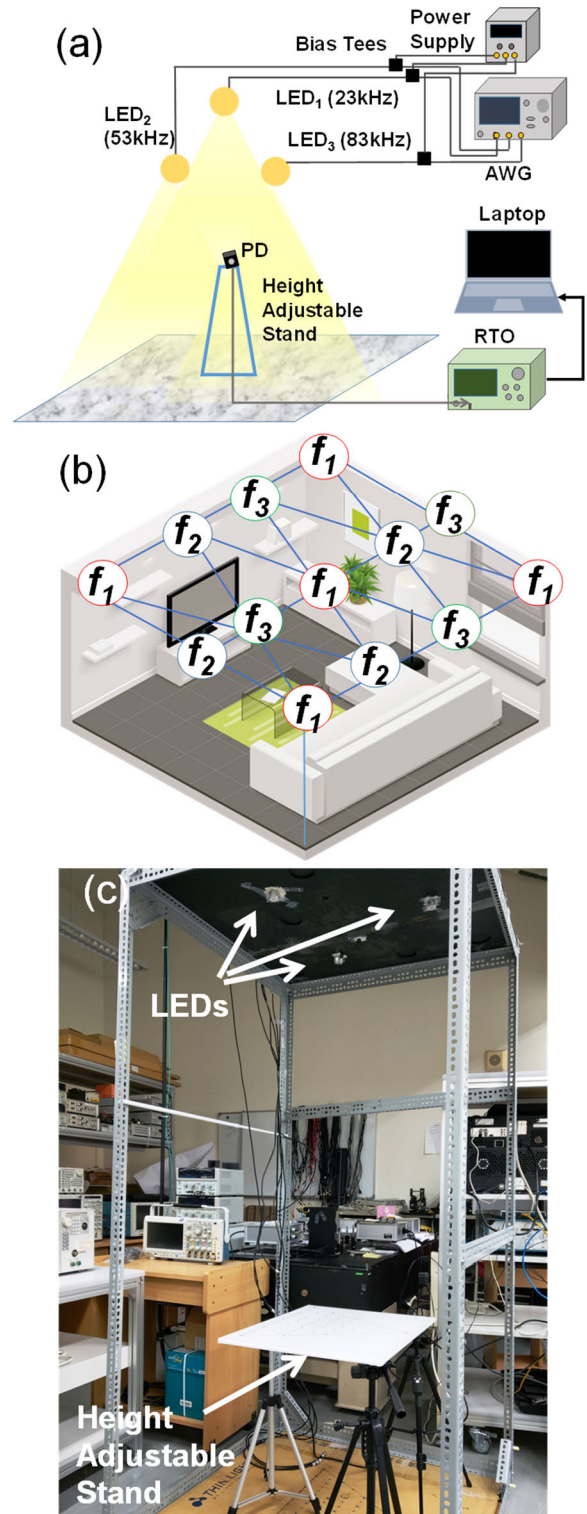 (a)
Power
Supply
Bias Tees
LED1 (23kHz)
LED2
(53kHz)
LED3 (83kHz)
AWG
Laptop
PD
Height
Adjustable
Stand
RTO
(b)
f1
f3
f3
f2
f2
f1
f1
f1
f3
f3
f2
f2
f1
(c)
LEDs
Height
Adjustable
Stand